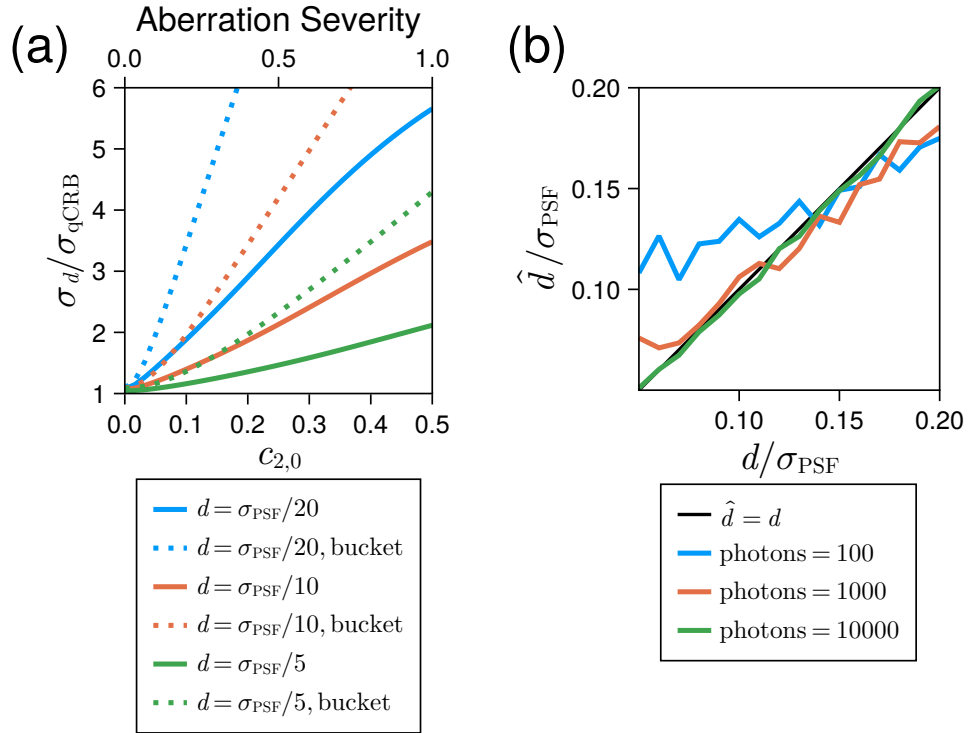 (a)
Aberration Severity
0.0 0.5 1.0
6
5
4
3
2
1
σ_d/σ_qCRB
0.0 0.1 0.2 0.3 0.4 0.5
c_{2,0}
d = σ_PSF/20
d = σ_PSF/20, bucket
d = σ_PSF/10
d = σ_PSF/10, bucket
d = σ_PSF/5
d = σ_PSF/5, bucket
(b)
0.20
0.15
0.10
d̂/σ_PSF
0.10 0.15 0.20
d/σ_PSF
d̂ = d
photons = 100
photons = 1000
photons = 10000